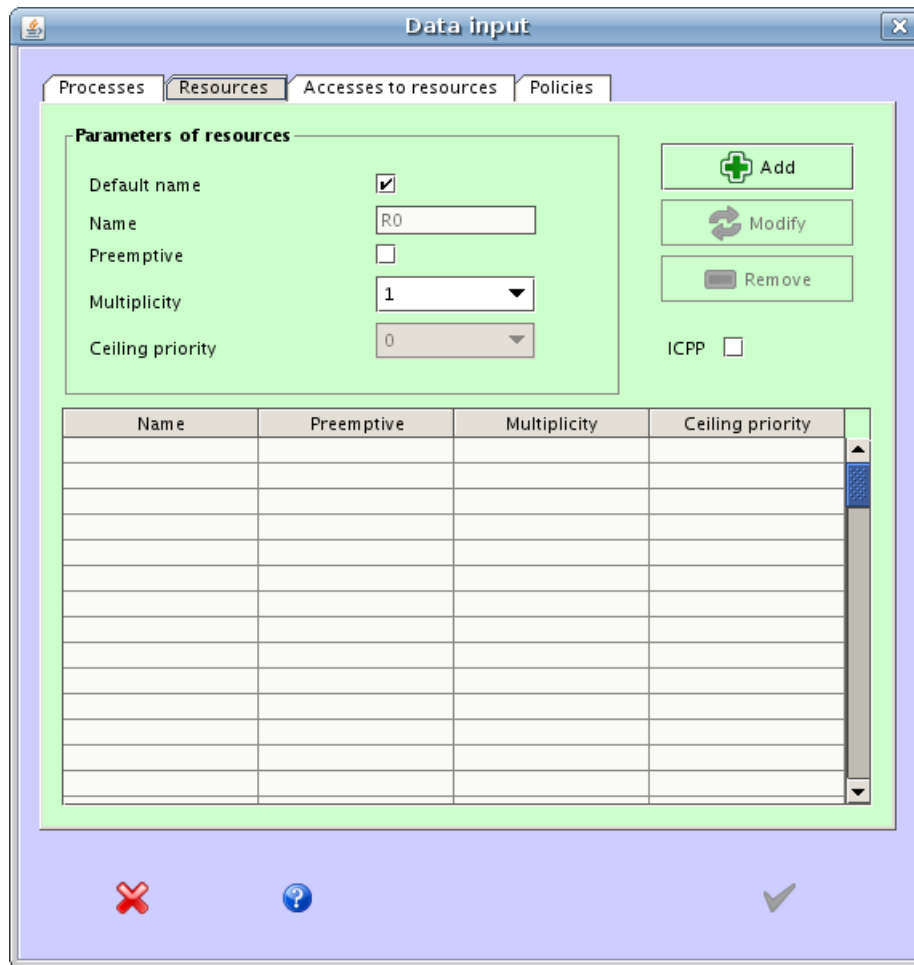 Data input
Processes Resources Accesses to resources Policies
Parameters of resources
Default name
Name R0
Preemptive
Multiplicity 1
Ceiling priority 0
Add
Modify
Remove
ICPP
Name Preemptive Multiplicity Ceiling priority